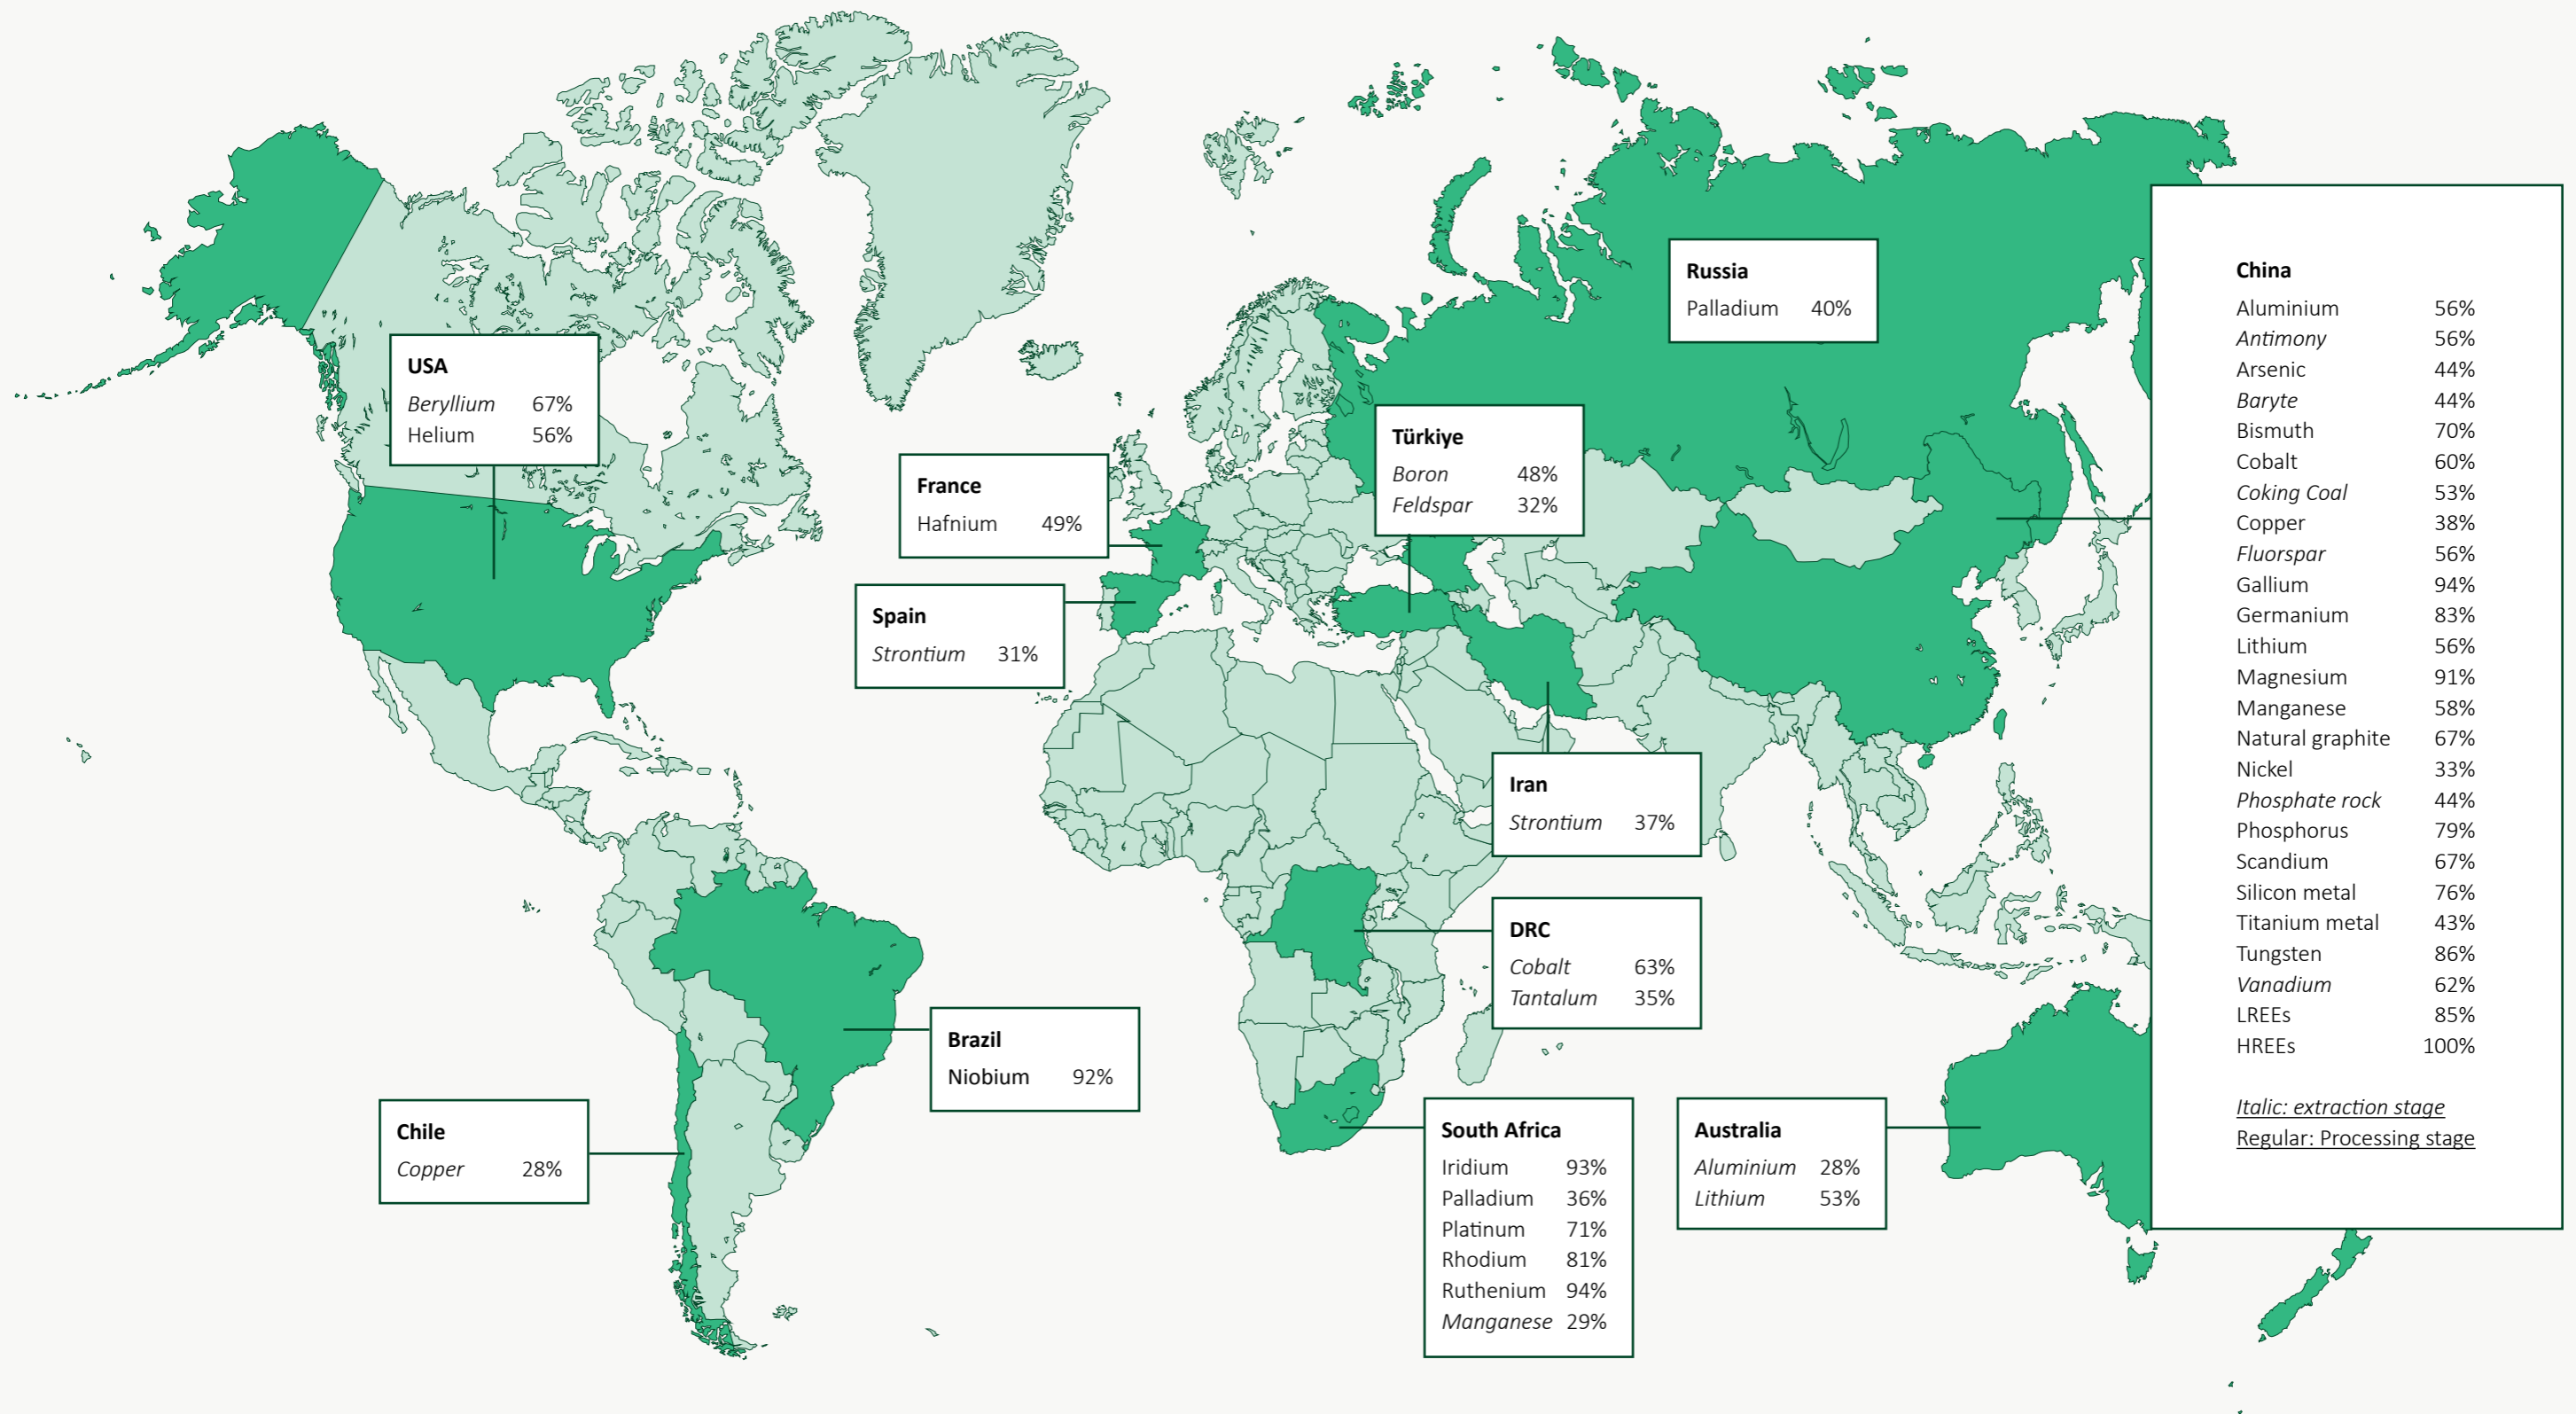 USA
Beryllium 67%
Helium 56%
France
Hafnium 49%
Spain
Strontium 31%
Russia
Palladium 40%
Türkiye
Boron 48%
Feldspar 32%
Iran
Strontium 37%
DRC
Cobalt 63%
Tantalum 35%
Brazil
Niobium 92%
Chile
Copper 28%
South Africa
Iridium 93%
Palladium 36%
Platinum 71%
Rhodium 81%
Ruthenium 94%
Manganese 29%
Australia
Aluminium 28%
Lithium 53%
China
Aluminium 56%
Antimony 56%
Arsenic 44%
Baryte 44%
Bismuth 70%
Cobalt 60%
Coking Coal 53%
Copper 38%
Fluorspar 56%
Gallium 94%
Germanium 83%
Lithium 56%
Magnesium 91%
Manganese 58%
Natural graphite 67%
Nickel 33%
Phosphate rock 44%
Phosphorus 79%
Scandium 67%
Silicon metal 76%
Titanium metal 43%
Tungsten 86%
Vanadium 62%
LREEs 85%
HREEs 100%
Italic: extraction stage
Regular: Processing stage